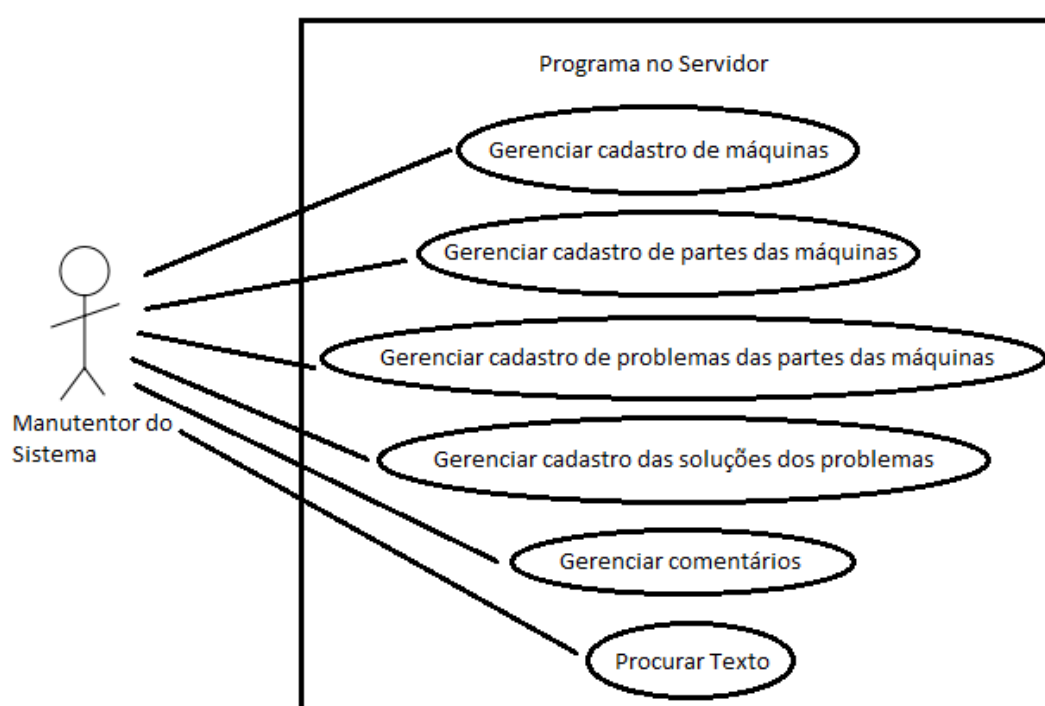 Programa no Servidor
Gerenciar cadastro de máquinas
Gerenciar cadastro de partes das máquinas
Gerenciar cadastro de problemas das partes das máquinas
Manutentor do
Sistema
Gerenciar cadastro das soluções dos problemas
Gerenciar comentários
Procurar Texto